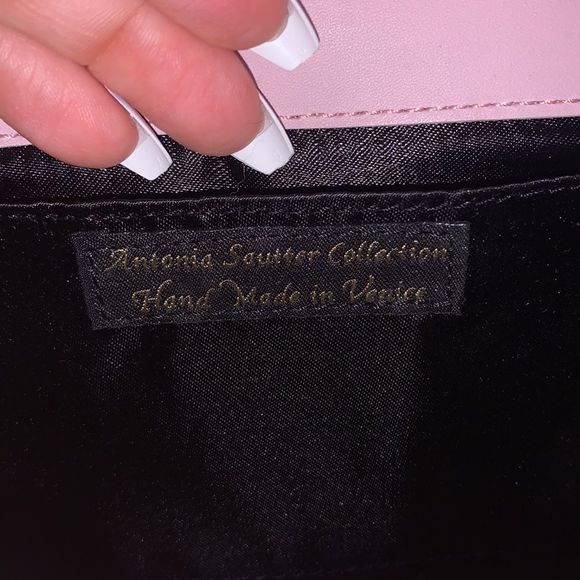 Antonia Sautter Collection
Hand Made in Venice